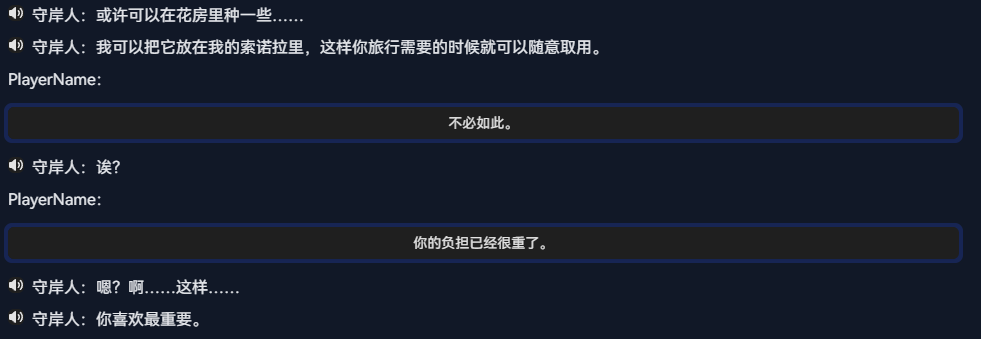 守岸人：或许可以在花房里种一些……
守岸人：我可以把它放在我的索诺拉里，这样你旅行需要的时候就可以随意取用。
PlayerName：
不必如此。
守岸人：诶？
PlayerName：
你的负担已经很重了。
守岸人：嗯？啊……这样……
守岸人：你喜欢最重要。